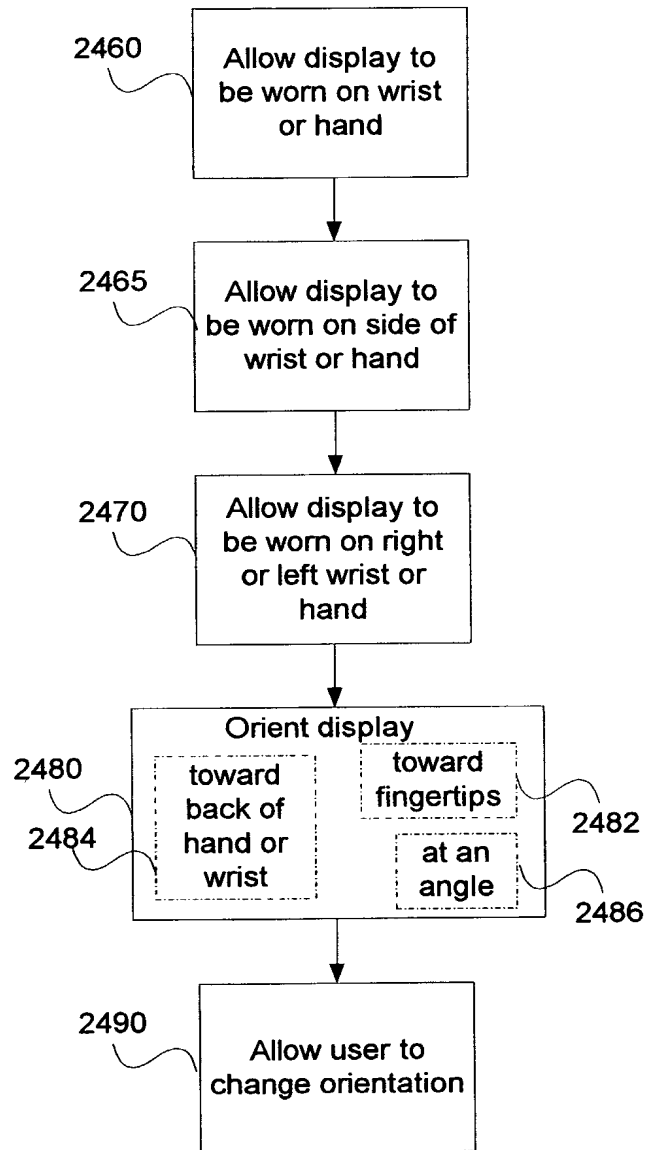 2460
Allow display to
be worn on wrist
or hand
2465
Allow display to
be worn on side of
wrist or hand
2470
Allow display to
be worn on right
or left wrist or
hand
Orient display
2480
2484
toward
back of
hand or
wrist
toward
fingertips
2482
at an
angle
2486
2490
Allow user to
change orientation